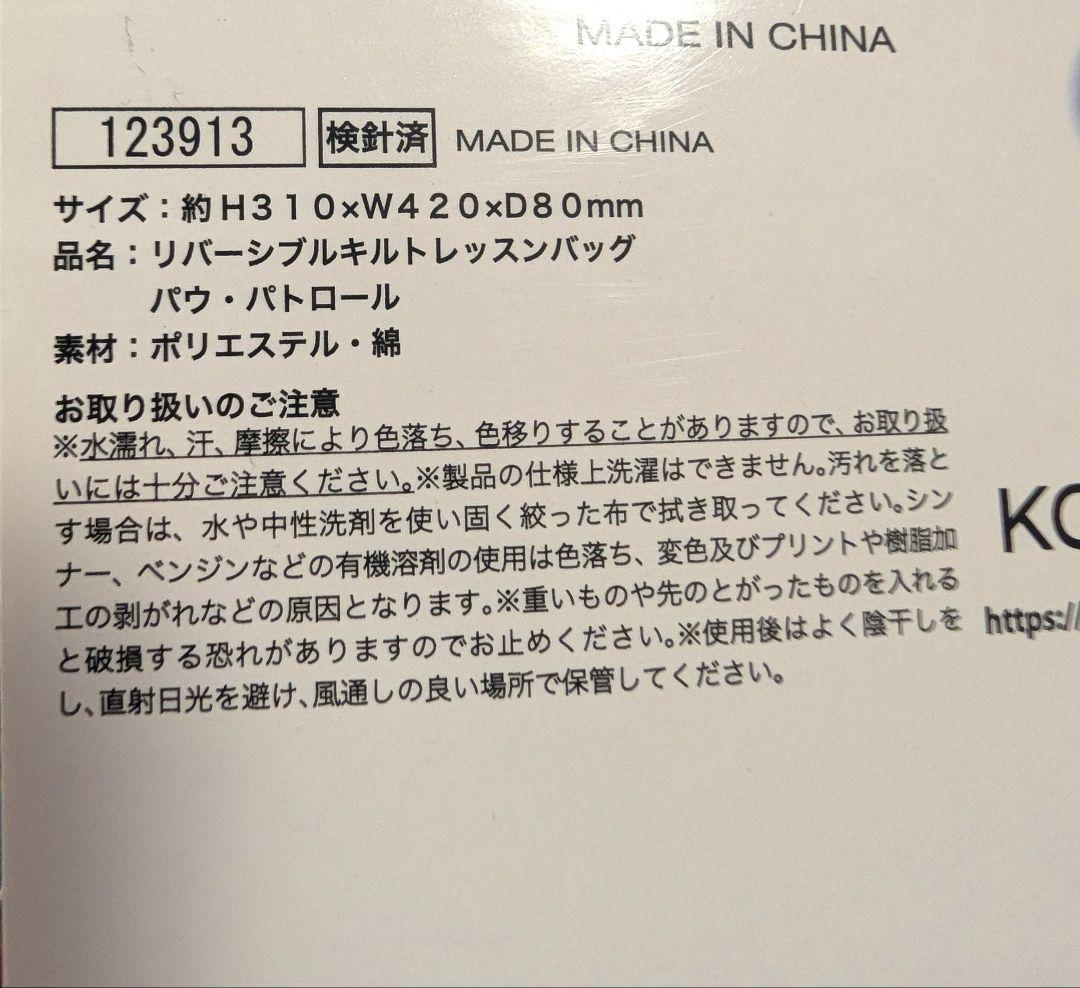 MADE IN CHINA
123913 検針済 MADE IN CHINA
サイズ：約Ｈ３１０×Ｗ４２０×Ｄ８０mm
品名：リバーシブルキルトレッスンバッグ
パウ・パトロール
素材：ポリエステル・綿
お取り扱いのご注意
※水濡れ、汗、摩擦により色落ち、色移りすることがありますので、お取り扱
いには十分ご注意ください。※製品の仕様上洗濯はできません。汚れを落と
す場合は、水や中性洗剤を使い固く絞った布で拭き取ってください。シン
ナー、ベンジンなどの有機溶剤の使用は色落ち、変色及びプリントや樹脂加
工の剥がれなどの原因となります。※重いものや先のとがったものを入れる
と破損する恐れがありますのでお止めください。※使用後はよく陰干しを
し、直射日光を避け、風通しの良い場所で保管してください。
https://